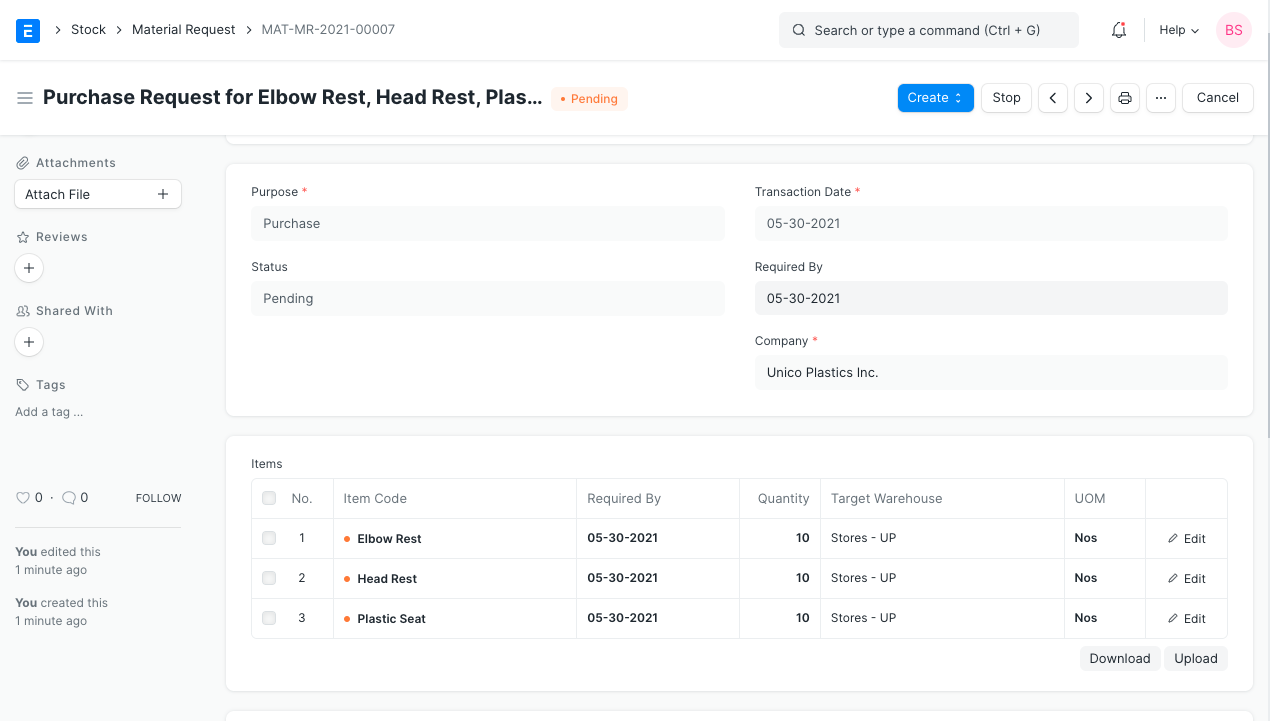 E
Stock
Material Request
MAT-MR-2021-00007
Search or type a command (Ctrl + G)
Help
BS
Purchase Request for Elbow Rest, Head Rest, Plas...
Pending
Create
Stop
Cancel
Attachments
Attach File
Reviews
Shared With
Tags
Add a tag ...
0 · 0
FOLLOW
You edited this
1 minute ago
You created this
1 minute ago
Purpose *
Purchase
Status
Pending
Transaction Date *
05-30-2021
Required By
05-30-2021
Company *
Unico Plastics Inc.
Items
No. Item Code Required By Quantity Target Warehouse UOM
1 Elbow Rest 05-30-2021 10 Stores - UP Nos Edit
2 Head Rest 05-30-2021 10 Stores - UP Nos Edit
3 Plastic Seat 05-30-2021 10 Stores - UP Nos Edit
Download Upload